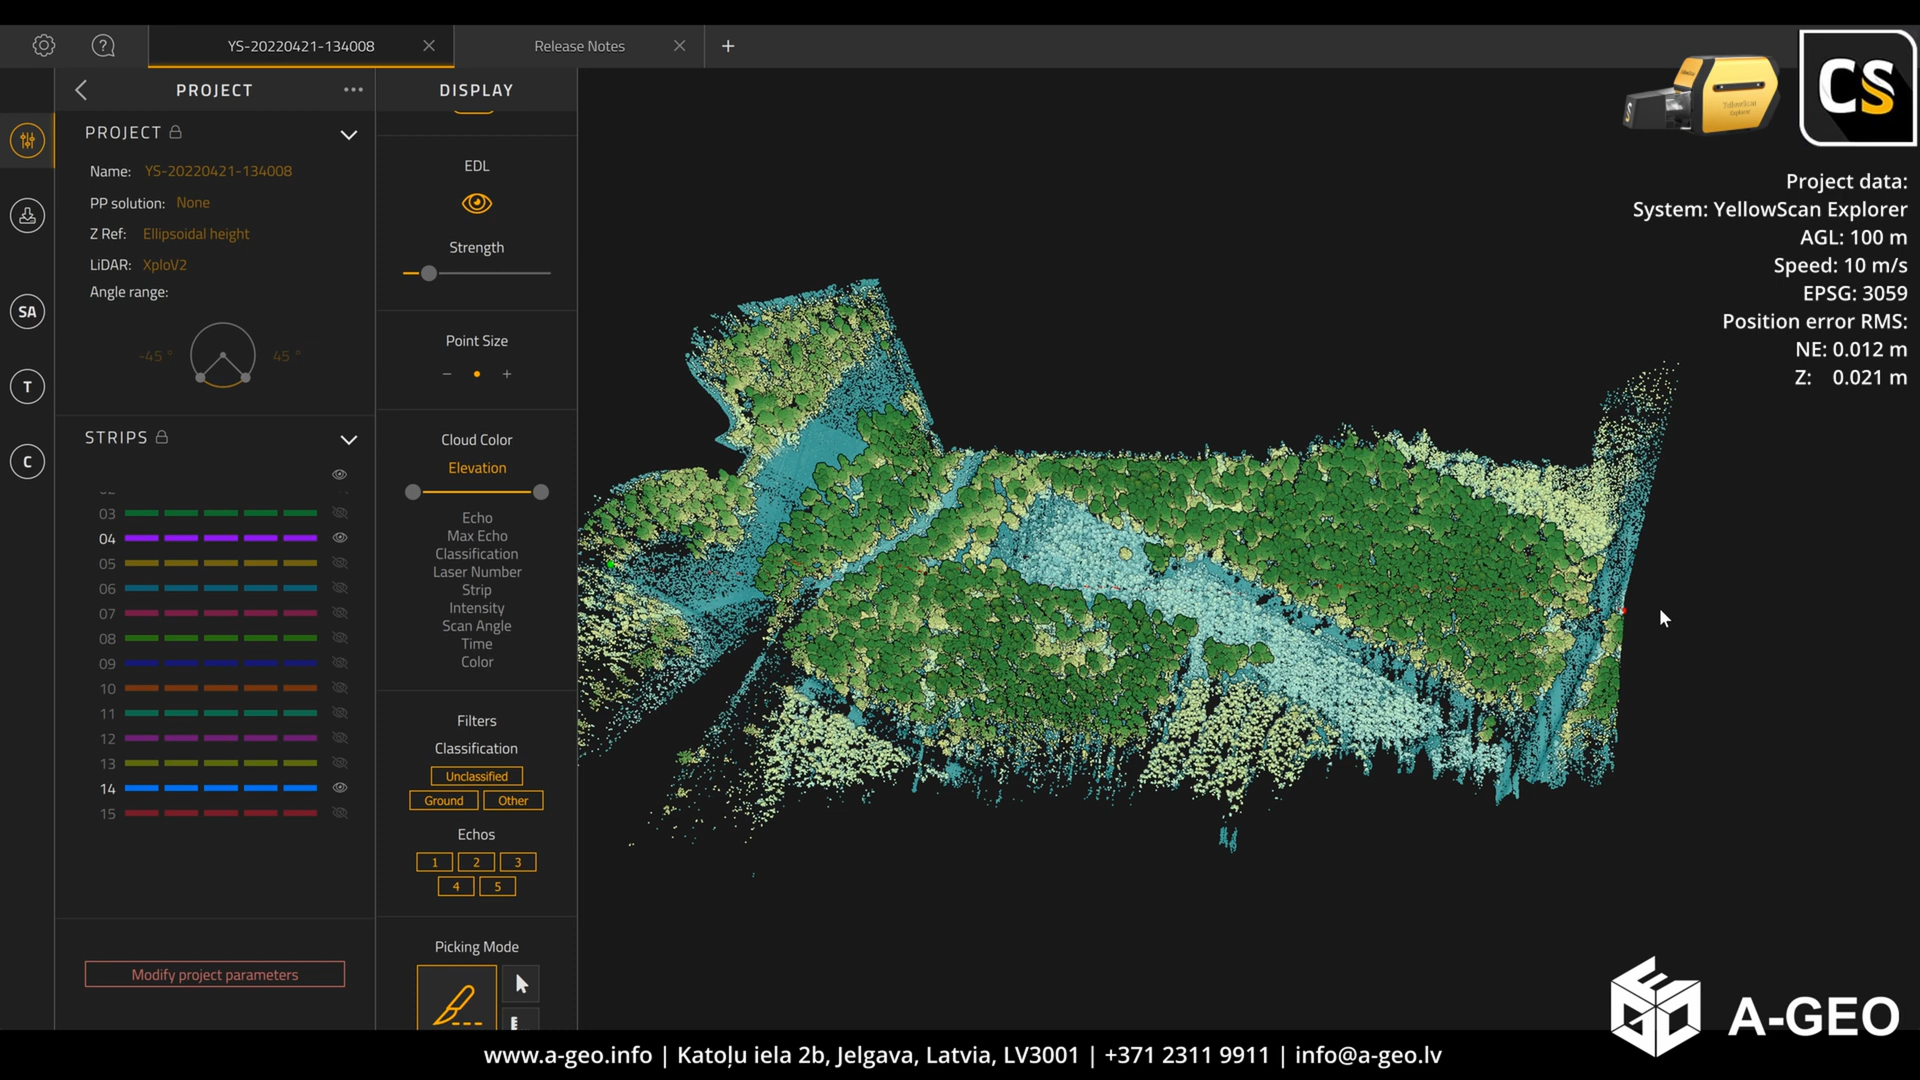 YS-20220421-134008
Release Notes
PROJECT
DISPLAY
PROJECT
Name: YS-20220421-134008
PP solution: None
Z Ref: Ellipsoidal height
LiDAR: XploV2
Angle range:
-45 °
45 °
STRIPS
03
04
05
06
07
08
09
10
11
12
13
14
15
Modify project parameters
SA
T
C
EDL
Strength
Point Size
Cloud Color
Elevation
Echo
Max Echo
Classification
Laser Number
Strip
Intensity
Scan Angle
Time
Color
Filters
Classification
Unclassified
Ground
Other
Echos
1
2
3
4
5
Picking Mode
YellowScan
Explorer
CS
Project data:
System: YellowScan Explorer
AGL: 100 m
Speed: 10 m/s
EPSG: 3059
Position error RMS:
NE: 0.012 m
Z: 0.021 m
A-GEO
www.a-geo.info | Katoļu iela 2b, Jelgava, Latvia, LV3001 | +371 2311 9911 | info@a-geo.lv